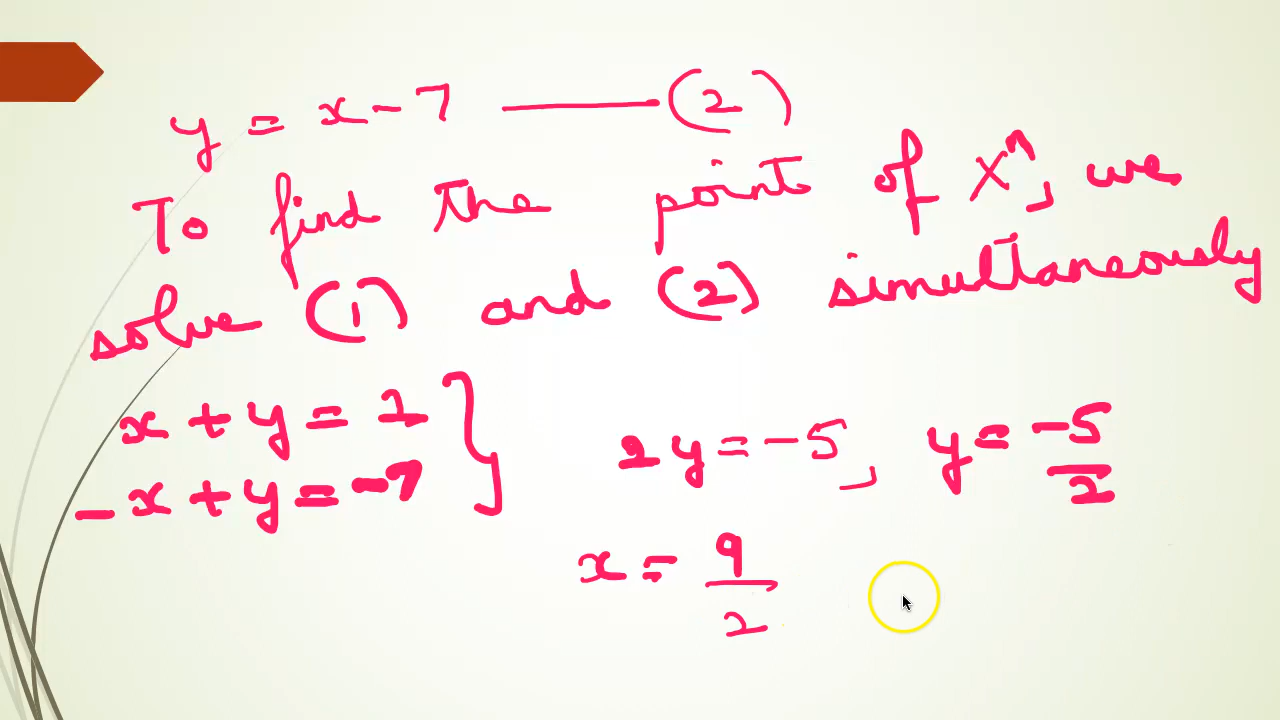 y = x - 7 ——— (2)
To find the point of xⁿ, we
solve (1) and (2) simultaneously
x + y = 2
-x + y = -7
2y = -5, y = -5/2
x = 9/2